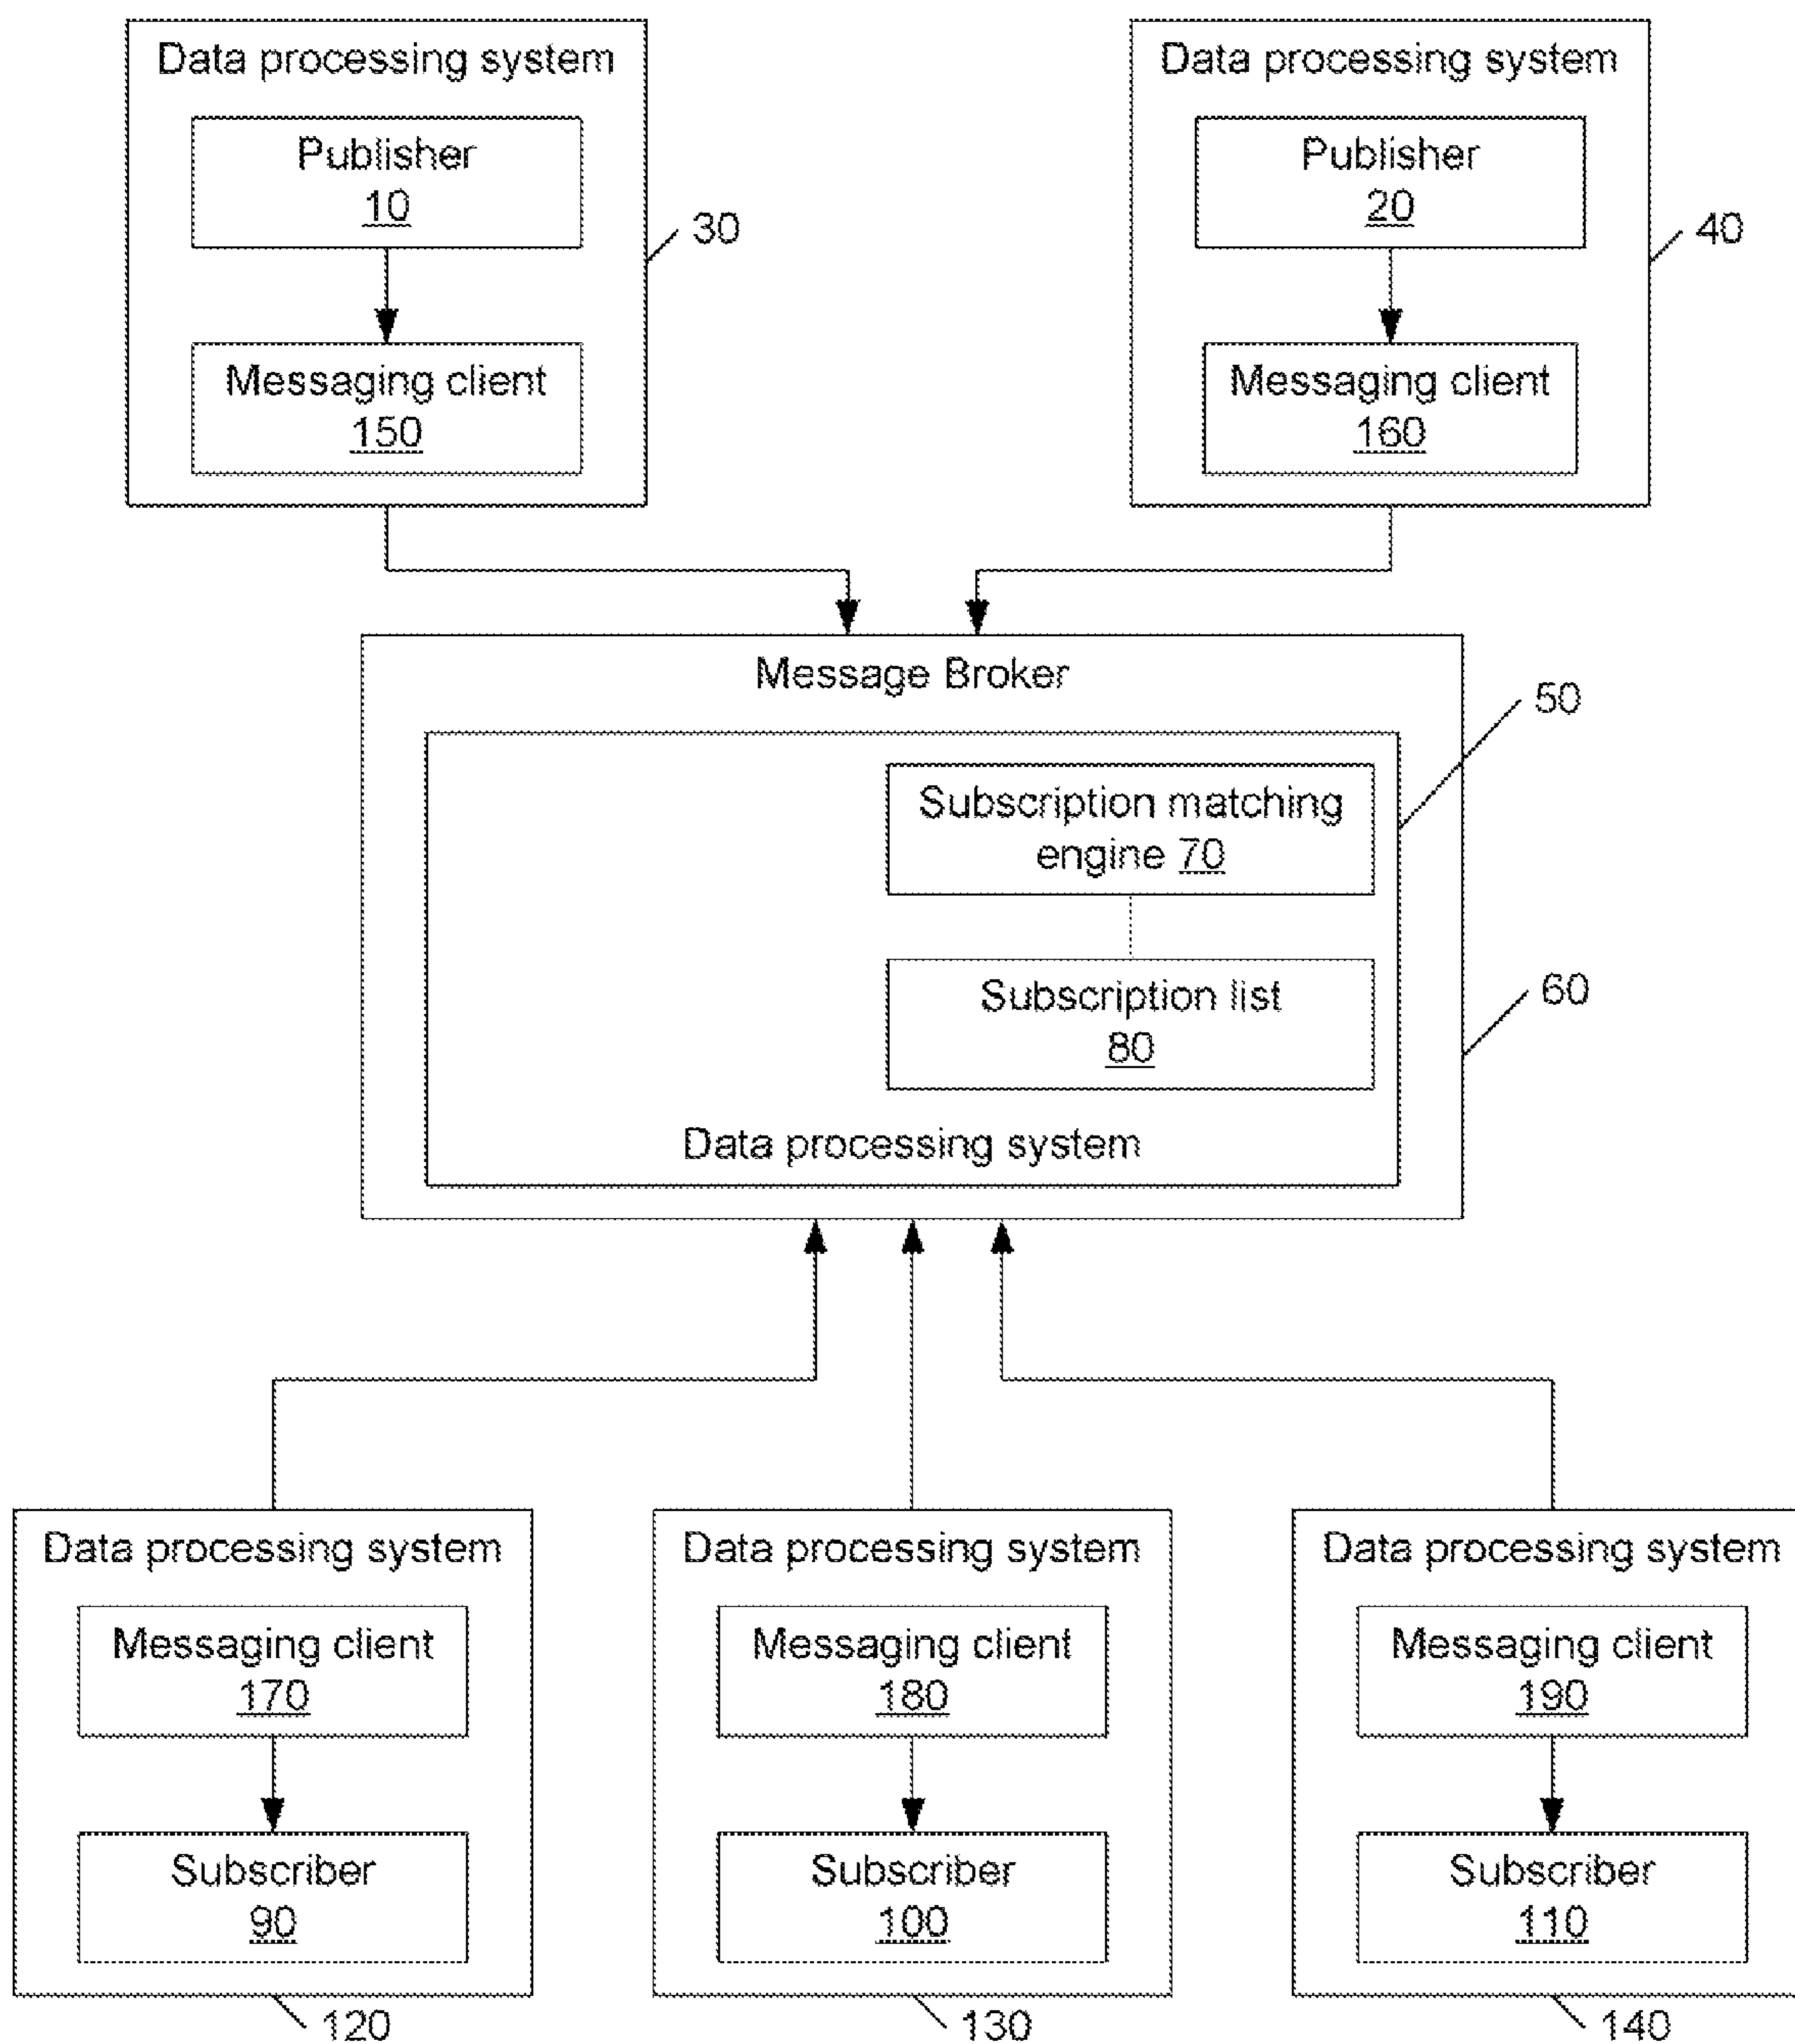 Data processing system
Publisher
10
Messaging client
150
30
Data processing system
Publisher
20
Messaging client
160
40
Message Broker
50
Subscription matching
engine 70
Subscription list
80
60
Data processing system
Data processing system
Messaging client
170
Subscriber
90
120
Data processing system
Messaging client
180
Subscriber
100
130
Data processing system
Messaging client
190
Subscriber
110
140